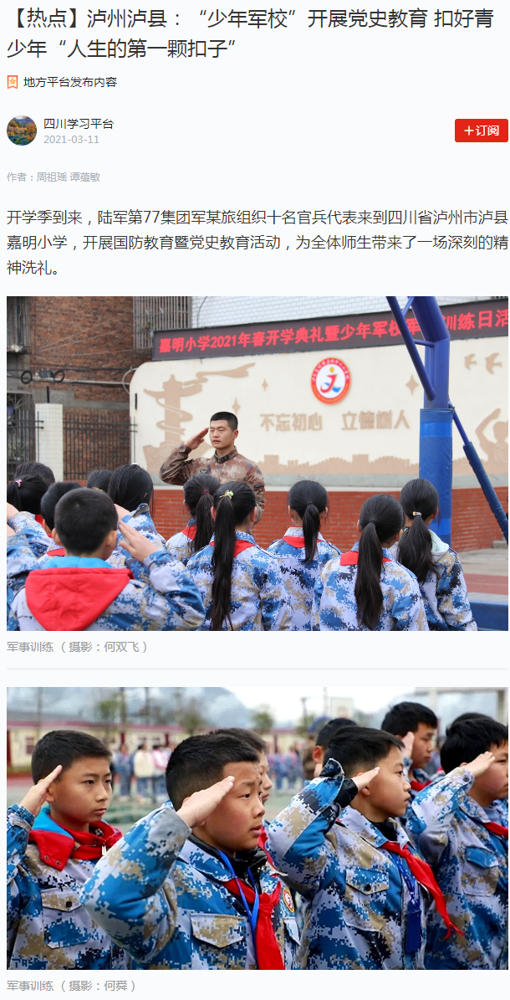 【热点】泸州泸县：“少年军校”开展党史教育 扣好青
少年“人生的第一颗扣子”
地方平台发布内容
四川学习平台
2021-03-11
＋订阅
作者：周祖瑶 谭蕴敏
开学季到来，陆军第77集团军某旅组织十名官兵代表来到四川省泸州市泸县
嘉明小学，开展国防教育暨党史教育活动，为全体师生带来了一场深刻的精
神洗礼。
嘉明小学2021年春开学典礼暨少年军校军 训练日活
不忘初心 立德树人
军事训练 （ 摄影：何双飞 ）
军事训练 （ 摄影：何舜 ）